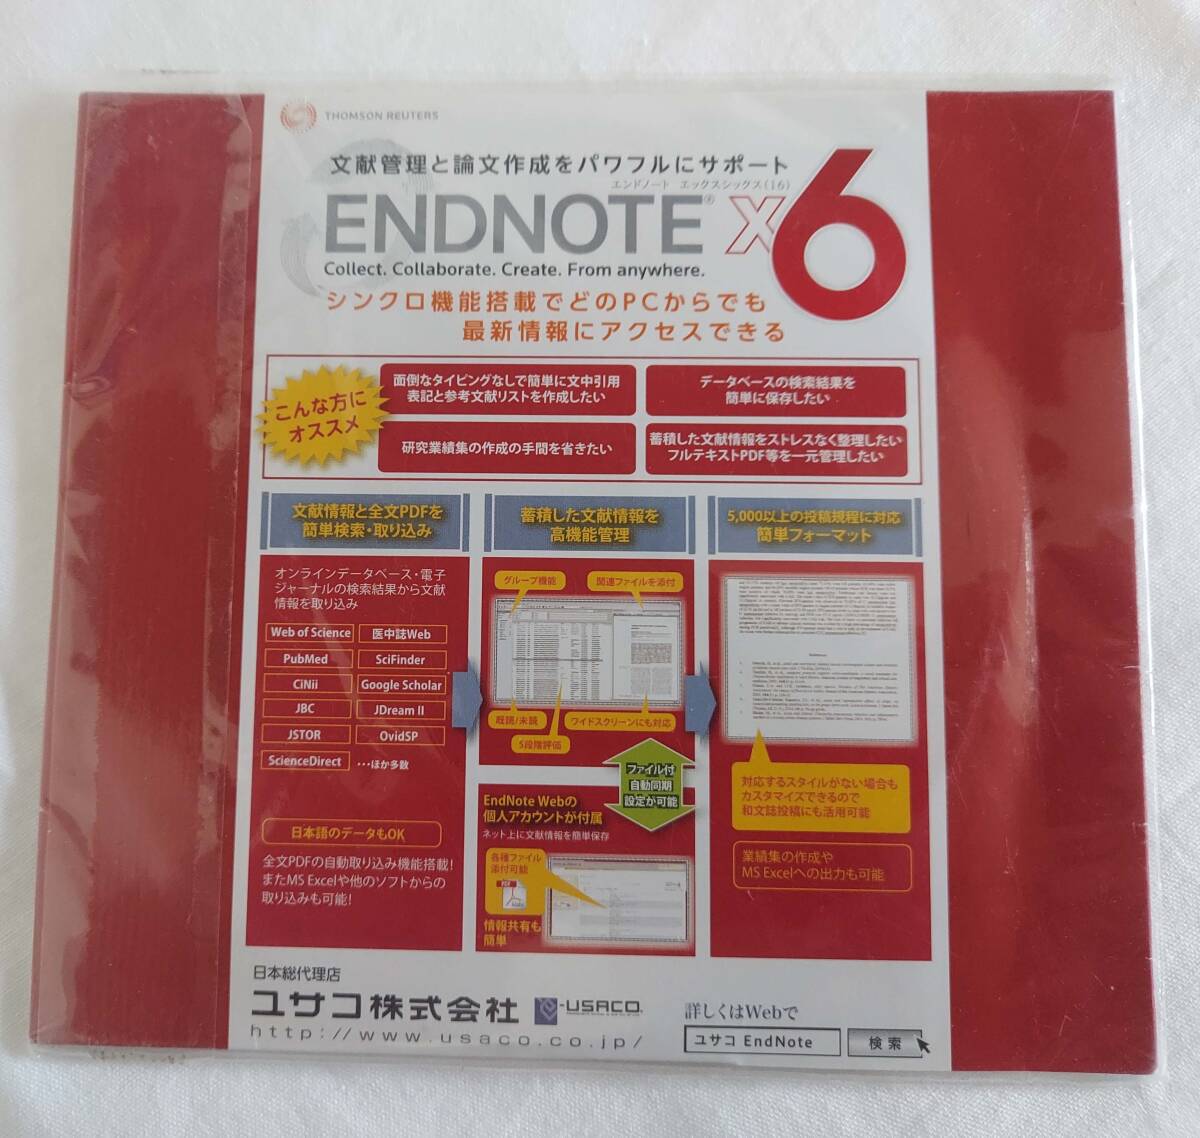 THOMSON REUTERS
文献管理と論文作成をパワフルにサポート
エンドノート エックスシックス(16)
ENDNOTE® X6
Collect. Collaborate. Create. From anywhere.
シンクロ機能搭載でどのPCからでも
最新情報にアクセスできる
こんな方に
オススメ
面倒なタイピングなしで簡単に文中引用
表記と参考文献リストを作成したい
データベースの検索結果を
簡単に保存したい
研究業績集の作成の手間を省きたい
蓄積した文献情報をストレスなく整理したい
フルテキストPDF等を一元管理したい
文献情報と全文PDFを
簡単検索・取り込み
オンラインデータベース・電子
ジャーナルの検索結果から文献
情報を取り込み
Web of Science
医中誌Web
PubMed
SciFinder
CiNii
Google Scholar
JBC
JDream II
JSTOR
OvidSP
ScienceDirect
…ほか多数
日本語のデータもOK
全文PDFの自動取り込み機能搭載!
またMS Excelや他のソフトからの
取り込みも可能!
蓄積した文献情報を
高機能管理
グループ機能
関連ファイルを添付
既読/未読
ワイドスクリーンにも対応
5段階評価
ファイル付
自動同期
設定が可能
EndNote Webの
個人アカウントが付属
ネット上に文献情報を簡単保存
各種ファイル
添付可能
PDF
情報共有も
簡単
5,000以上の投稿規程に対応
簡単フォーマット
対応するスタイルがない場合も
カスタマイズできるので
和文誌投稿にも活用可能
業績集の作成や
MS Excelへの出力も可能
日本総代理店
ユサコ株式会社
e-USACO
http://www.usaco.co.jp/
詳しくはWebで
ユサコ EndNote
検索